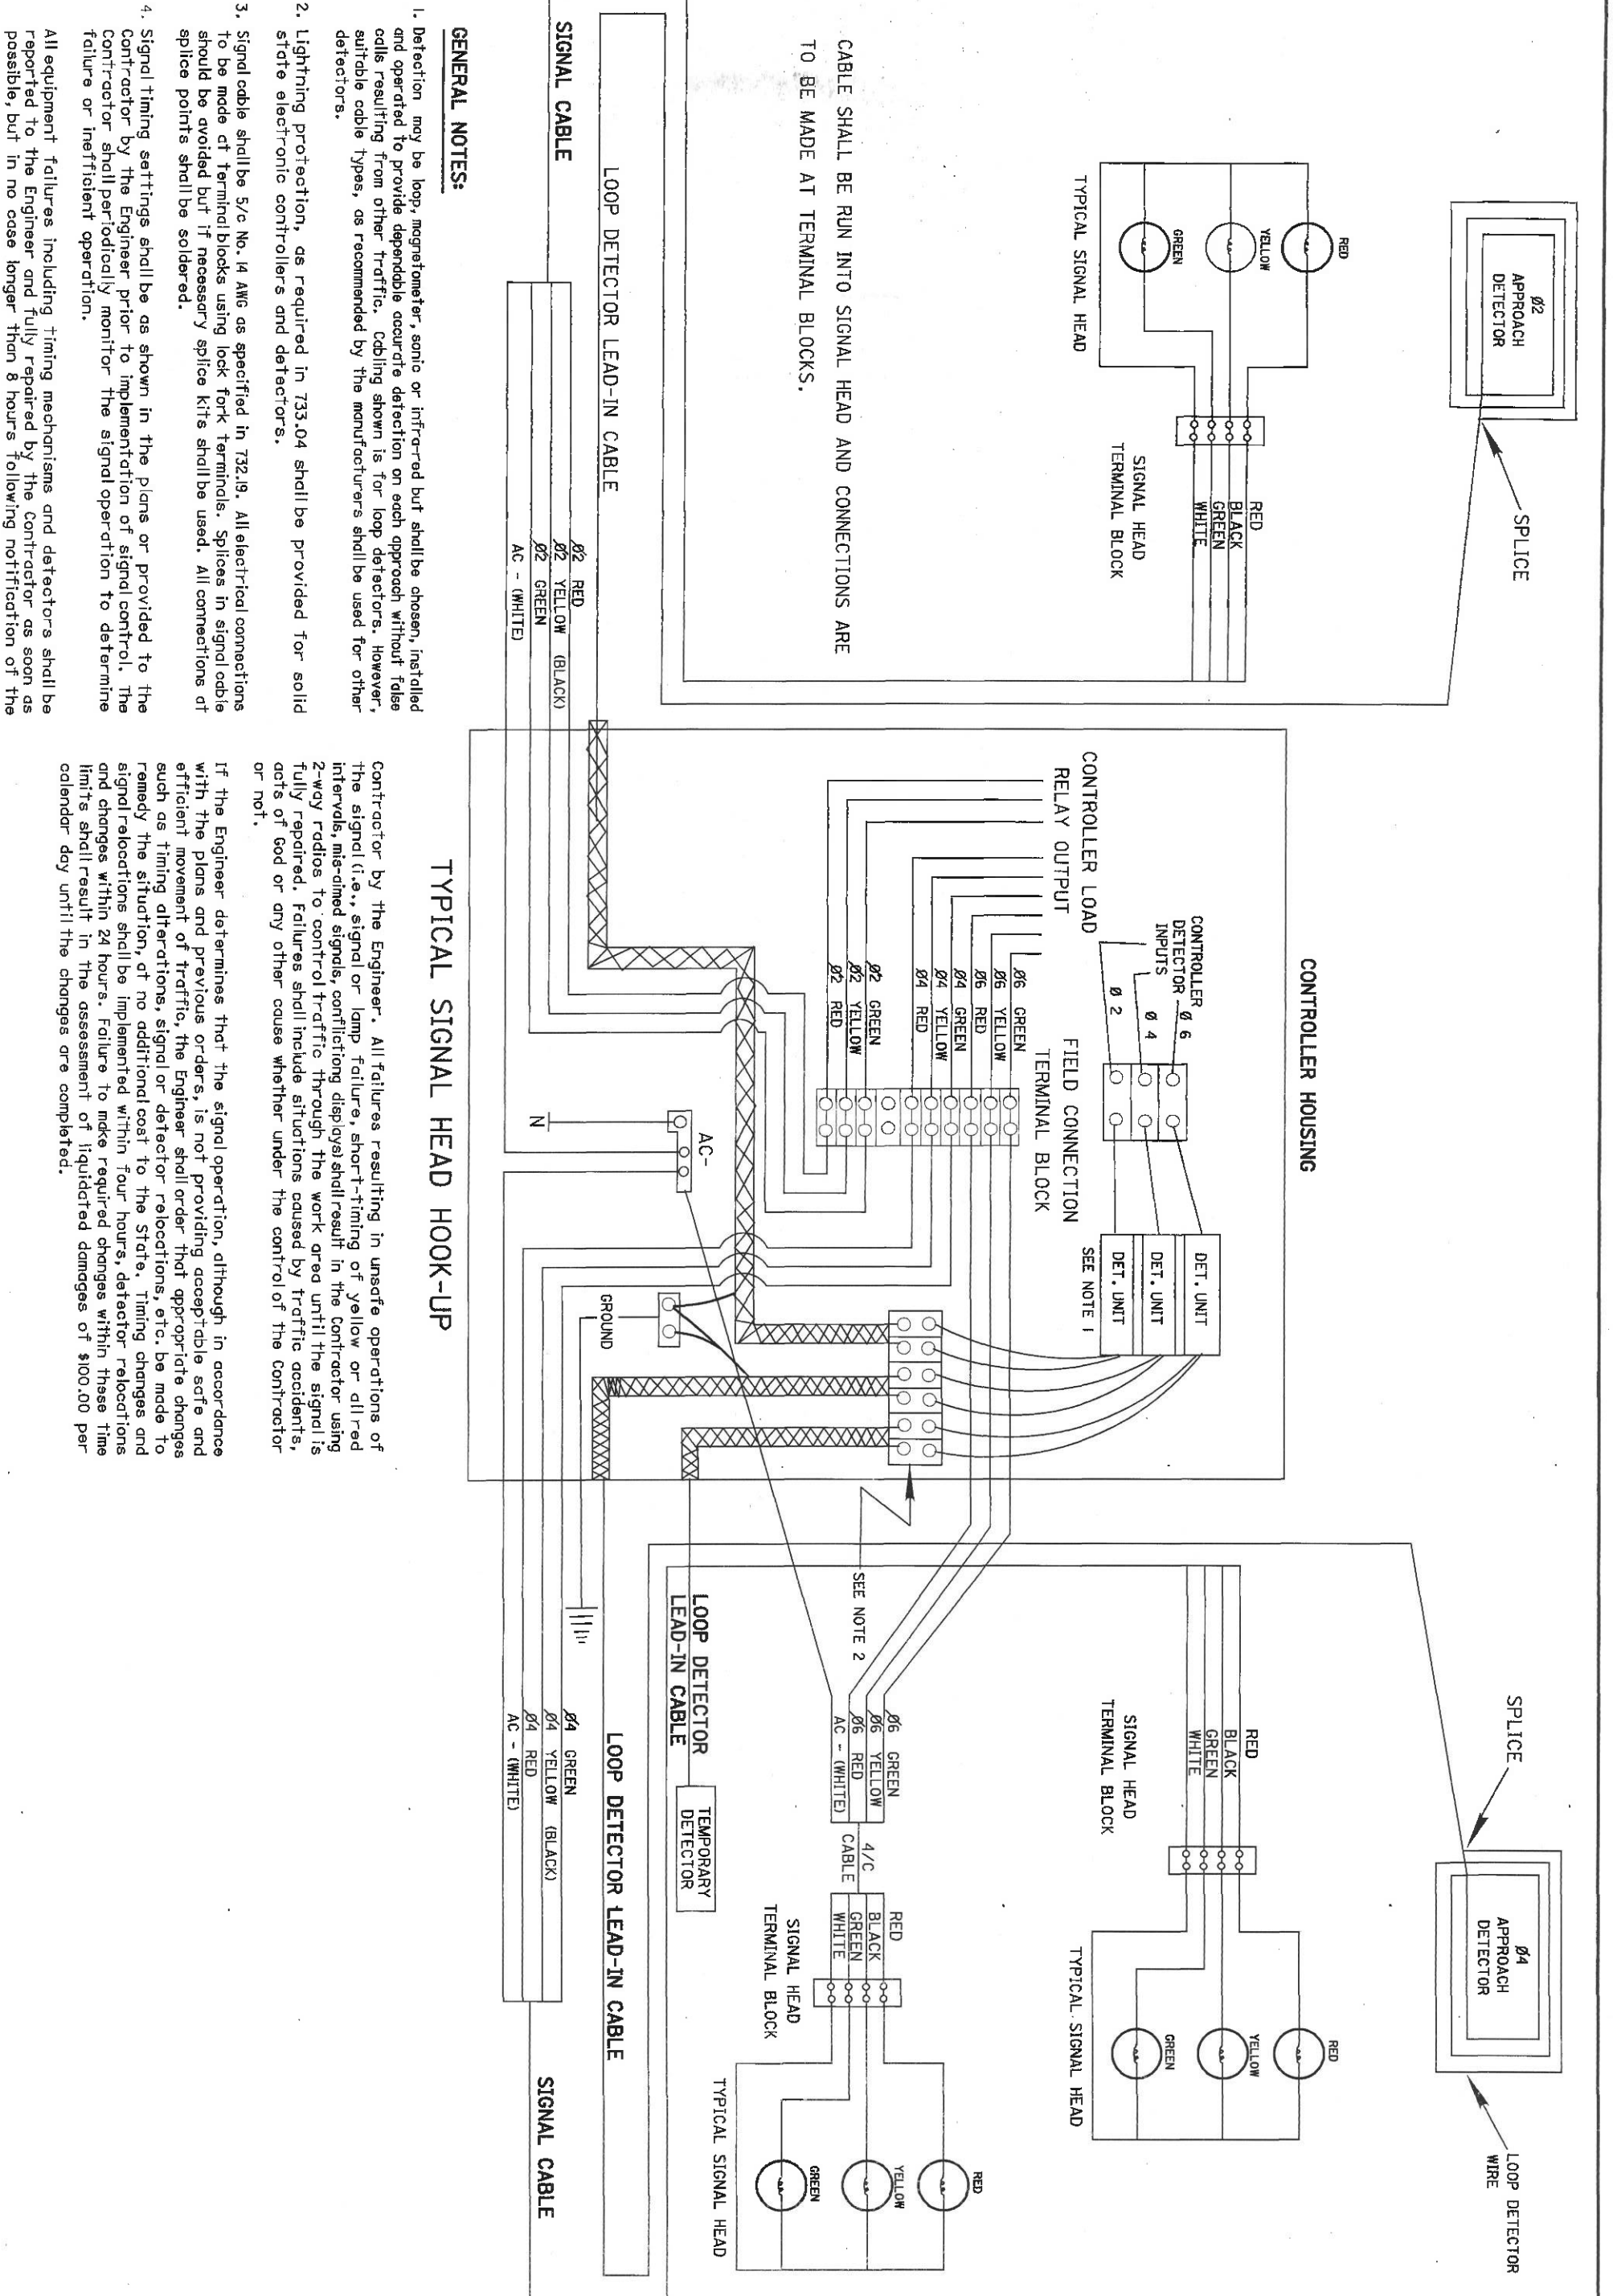 Ø2
APPROACH
DETECTOR
SPLICE
RED
YELLOW
GREEN
TYPICAL SIGNAL HEAD
SIGNAL HEAD
TERMINAL BLOCK
RED
BLACK
GREEN
WHITE
CABLE SHALL BE RUN INTO SIGNAL HEAD AND CONNECTIONS ARE
TO BE MADE AT TERMINAL BLOCKS.
LOOP DETECTOR LEAD-IN CABLE
SIGNAL CABLE
Ø2 RED
Ø2 YELLOW (BLACK)
Ø2 GREEN
AC - (WHITE)
CONTROLLER HOUSING
CONTROLLER
DETECTOR
INPUTS
Ø 6
Ø 4
Ø 2
DET. UNIT
DET. UNIT
DET. UNIT
SEE NOTE 1
CONTROLLER LOAD
RELAY OUTPUT
FIELD CONNECTION
TERMINAL BLOCK
Ø6 GREEN
Ø6 YELLOW
Ø6 RED
Ø4 GREEN
Ø4 YELLOW
Ø4 RED
Ø2 GREEN
Ø2 YELLOW
Ø2 RED
AC-
N
GROUND
SEE NOTE 2
SPLICE
Ø4
APPROACH
DETECTOR
LOOP DETECTOR
WIRE
RED
BLACK
GREEN
WHITE
SIGNAL HEAD
TERMINAL BLOCK
RED
YELLOW
GREEN
TYPICAL SIGNAL HEAD
Ø6 GREEN
Ø6 YELLOW
Ø6 RED
AC - (WHITE)
4/C
CABLE
RED
BLACK
GREEN
WHITE
SIGNAL HEAD
TERMINAL BLOCK
RED
YELLOW
GREEN
TYPICAL SIGNAL HEAD
LOOP DETECTOR
LEAD-IN CABLE
TEMPORARY
DETECTOR
LOOP DETECTOR LEAD-IN CABLE
Ø4 GREEN
Ø4 YELLOW (BLACK)
Ø4 RED
AC - (WHITE)
SIGNAL CABLE
TYPICAL SIGNAL HEAD HOOK-UP
GENERAL NOTES:
1. Detection may be loop, magnetometer, sonic or infra-red but shall be chosen, installed
and operated to provide dependable accurate detection on each approach without false
calls resulting from other traffic. Cabling shown is for loop detectors. However,
suitable cable types, as recommended by the manufacturers shall be used for other
detectors.
2. Lightning protection, as required in 733.04 shall be provided for solid
state electronic controllers and detectors.
3. Signal cable shall be 5/c No. 14 AWG as specified in 732.19. All electrical connections
to be made at terminal blocks using lock fork terminals. Splices in signal cable
should be avoided but if necessary splice kits shall be used. All connections at
splice points shall be soldered.
4. Signal timing settings shall be as shown in the plans or provided to the
Contractor by the Engineer prior to implementation of signal control. The
Contractor shall periodically monitor the signal operation to determine
failure or inefficient operation.
All equipment failures including timing mechanisms and detectors shall be
reported to the Engineer and fully repaired by the Contractor as soon as
possible, but in no case longer than 8 hours following notification of the
Contractor by the Engineer. All failures resulting in unsafe operations of
the signal (i.e., signal or lamp failure, short-timing of yellow or all red
intervals, mis-aimed signals, conflictiong displays) shall result in the Contractor using
2-way radios to control traffic through the work area until the signal is
fully repaired. Failures shall include situations caused by traffic accidents,
acts of God or any other cause whether under the control of the Contractor
or not.
If the Engineer determines that the signal operation, although in accordance
with the plans and previous orders, is not providing acceptable safe and
efficient movement of traffic, the Engineer shall order that appropriate changes
such as timing alterations, signal or detector relocations, etc. be made to
remedy the situation, at no additional cost to the State. Timing changes and
signal relocations shall be implemented within four hours, detector relocations
and changes within 24 hours. Failure to make required changes within these time
limits shall result in the assessment of liquidated damages of $100.00 per
calendar day until the changes are completed.